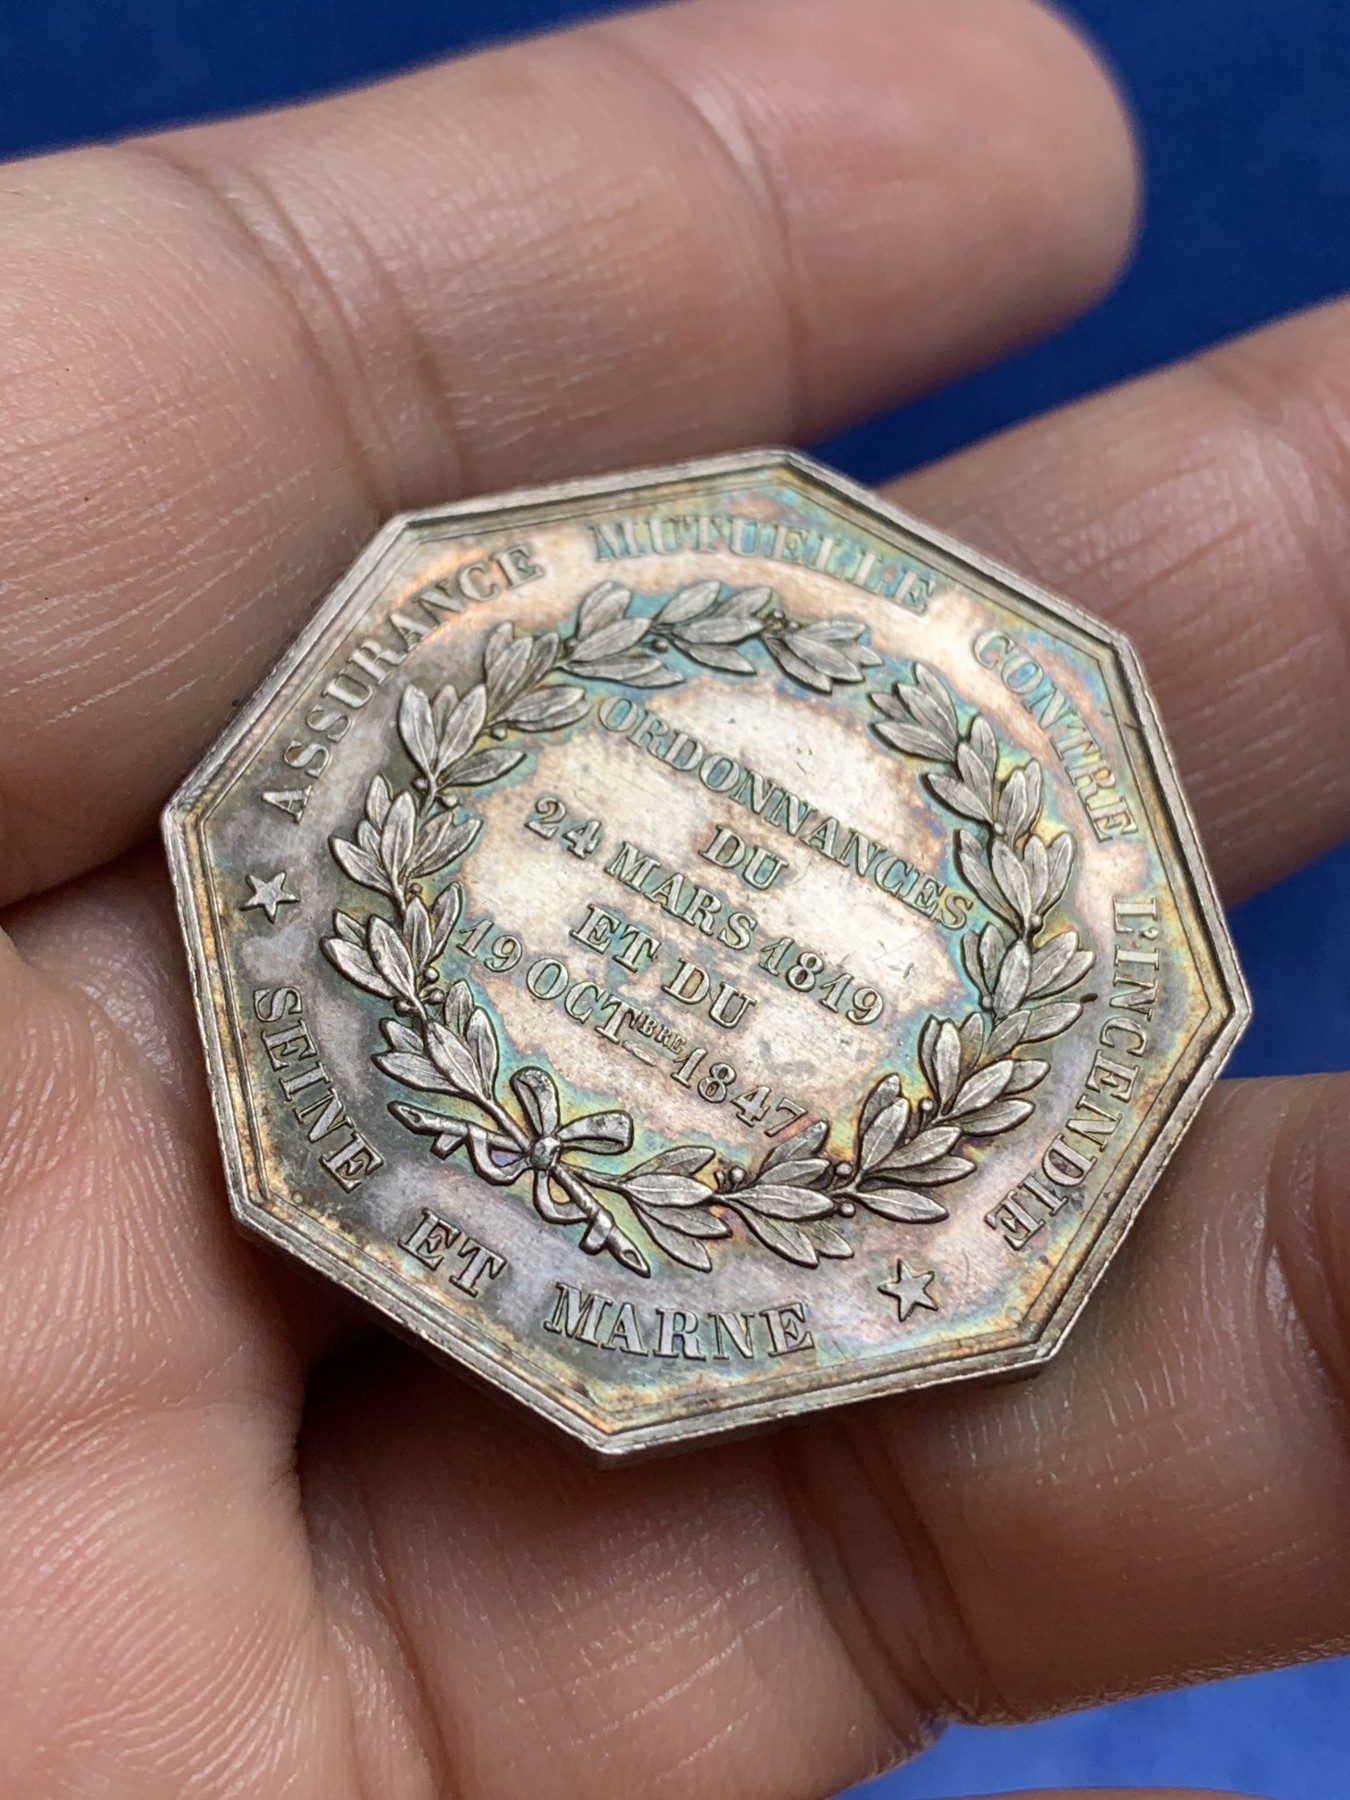 ASSURANCE MUTUELLE CONTRE L'INCENDIE
ORDONNANCES
DU
24 MARS 1819
ET DU
19 OCTBRE 1847
SEINE ET MARNE